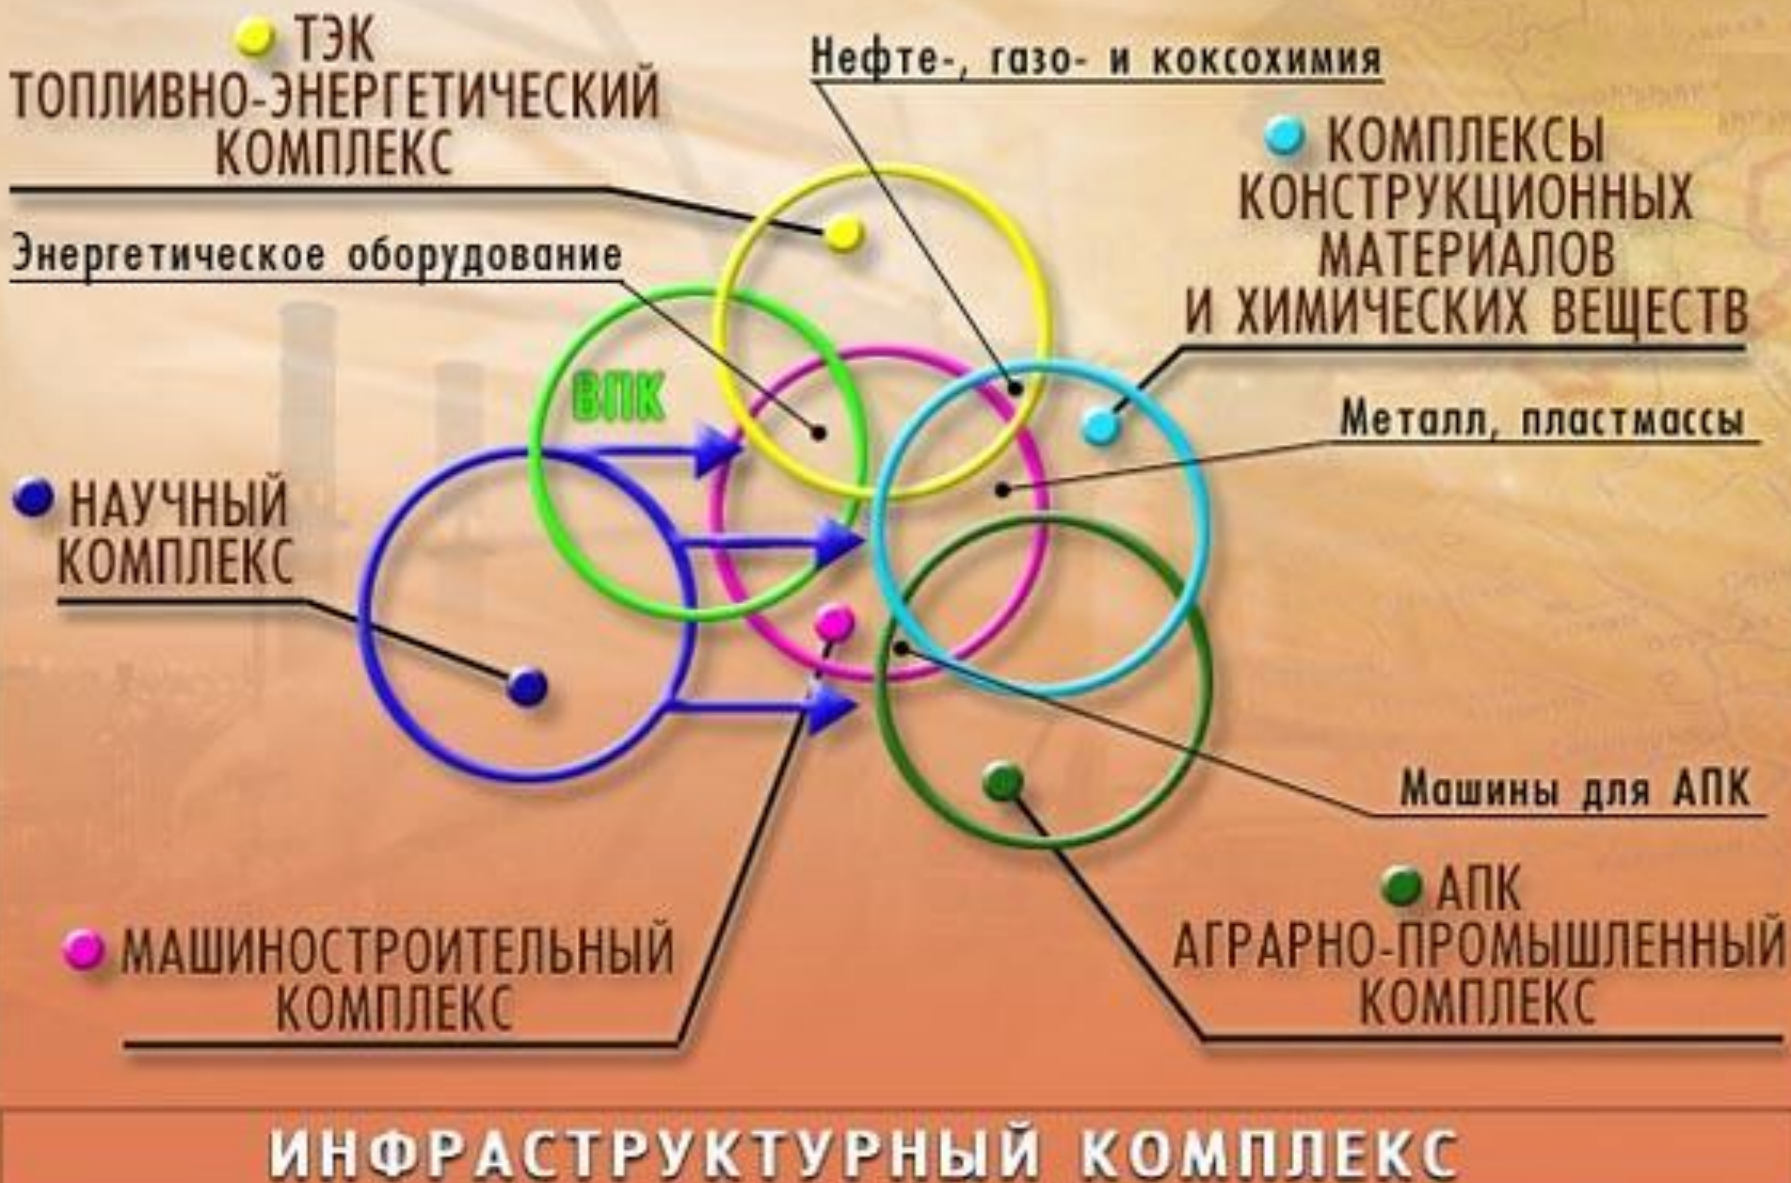 ТЭК
ТОПЛИВНО-ЭНЕРГЕТИЧЕСКИЙ
КОМПЛЕКС
Энергетическое оборудование
Нефте-, газо- и коксохимия
КОМПЛЕКСЫ
КОНСТРУКЦИОННЫХ
МАТЕРИАЛОВ
И ХИМИЧЕСКИХ ВЕЩЕСТВ
ВПК
Металл, пластмассы
НАУЧНЫЙ
КОМПЛЕКС
Машины для АПК
МАШИНОСТРОИТЕЛЬНЫЙ
КОМПЛЕКС
АПК
АГРАРНО-ПРОМЫШЛЕННЫЙ
КОМПЛЕКС
ИНФРАСТРУКТУРНЫЙ КОМПЛЕКС